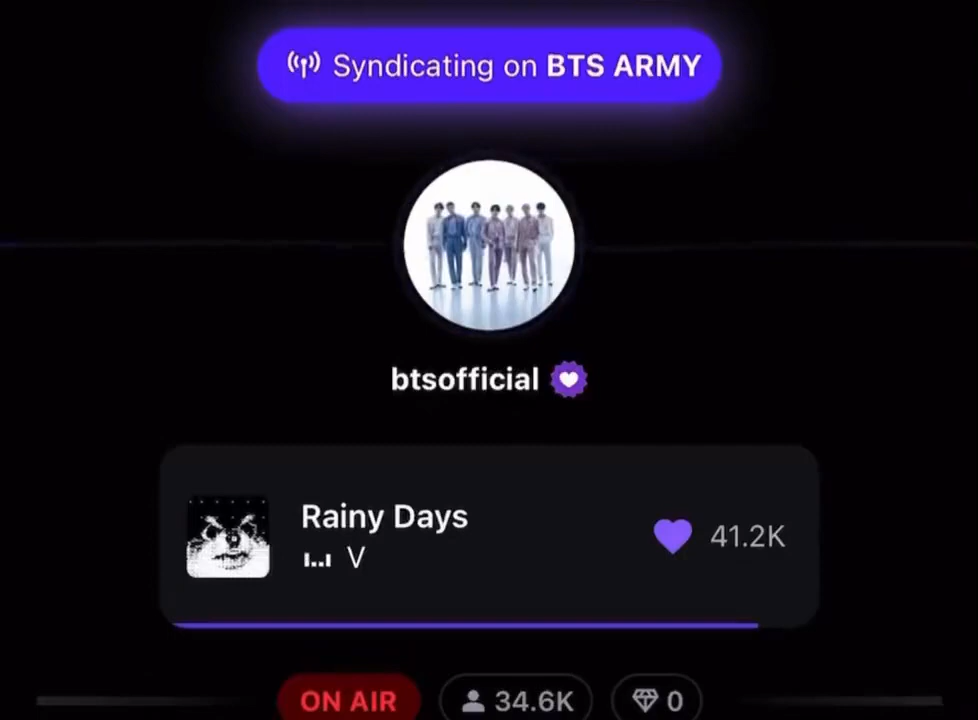 Syndicating on BTS ARMY
btsofficial
Rainy Days
V
41.2K
ON AIR
34.6K
0